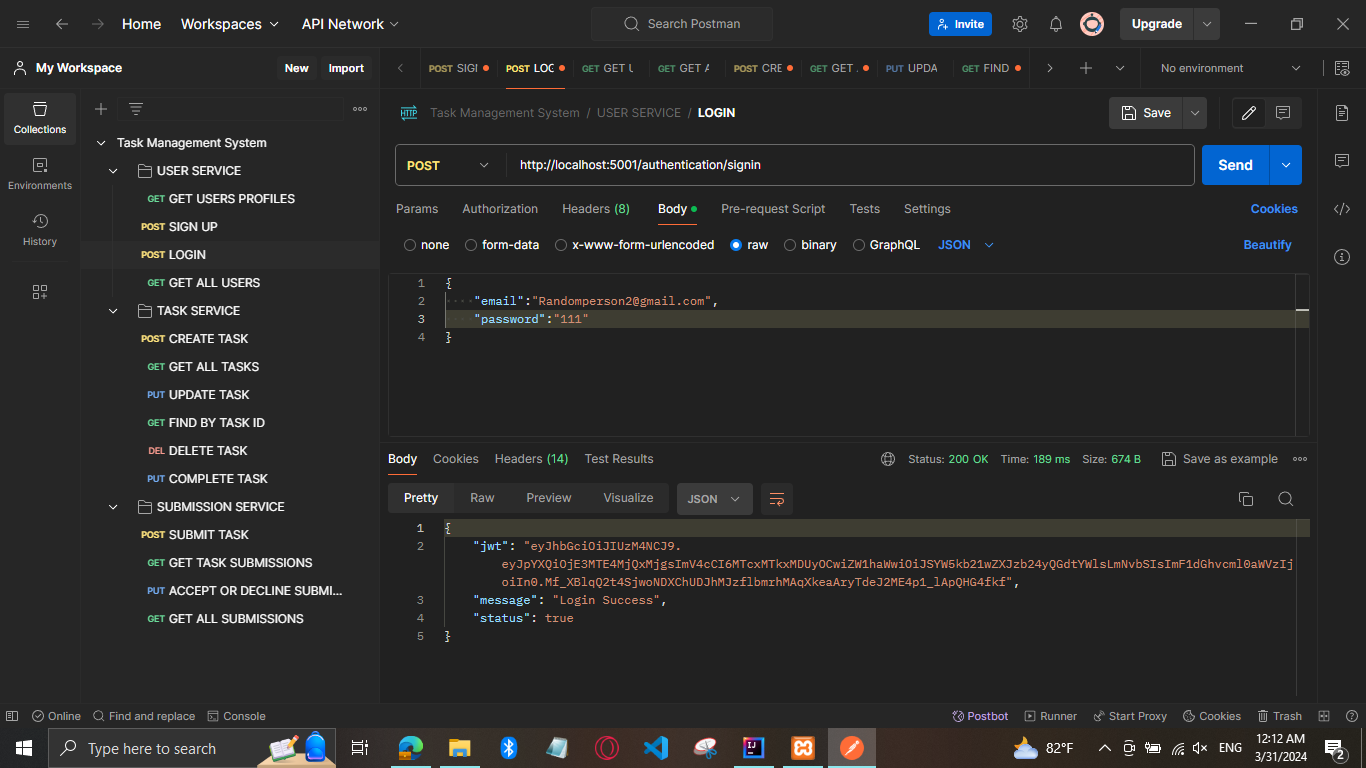 Home Workspaces API Network Search Postman Invite Upgrade
My Workspace New Import
POST SIGN POST LOG GET U GET A POST CRE GET . PUT UPDA GET FIND No environment
Collections
Environments
History
Task Management System
USER SERVICE
GET GET USERS PROFILES
POST SIGN UP
POST LOGIN
GET GET ALL USERS
TASK SERVICE
POST CREATE TASK
GET GET ALL TASKS
PUT UPDATE TASK
GET FIND BY TASK ID
DEL DELETE TASK
PUT COMPLETE TASK
SUBMISSION SERVICE
POST SUBMIT TASK
GET GET TASK SUBMISSIONS
PUT ACCEPT OR DECLINE SUBMI...
GET GET ALL SUBMISSIONS
HTTP Task Management System / USER SERVICE / LOGIN Save
POST http://localhost:5001/authentication/signin Send
Params Authorization Headers (8) Body Pre-request Script Tests Settings Cookies
none form-data x-www-form-urlencoded raw binary GraphQL JSON Beautify
1 {
2 "email":"Randomperson2@gmail.com",
3 "password":"111"
4 }
Body Cookies Headers (14) Test Results Status: 200 OK Time: 189 ms Size: 674 B Save as example
Pretty Raw Preview Visualize JSON
1 {
2 "jwt": "eyJhbGciOiJIUzM4NCJ9.
eyJpYXQiOjE3MTE4MjQxMjgsImV4cCI6MTcxMTkxMDUyOCwiZW1haWwiOiJSYW5kb21wZXJzb24yQGdtYWlsLmNvbSIsImF1dGhvcml0aWVzIj
oiIn0.Mf_XBlqQ2t4SjwoNDXChUDJhMJzflbmrhMAqXkeaAryTdeJ2ME4p1_lApQHG4fkf",
3 "message": "Login Success",
4 "status": true
5 }
Online Find and replace Console Postbot Runner Start Proxy Cookies Trash
Type here to search 82°F ENG 12:12 AM
3/31/2024 2